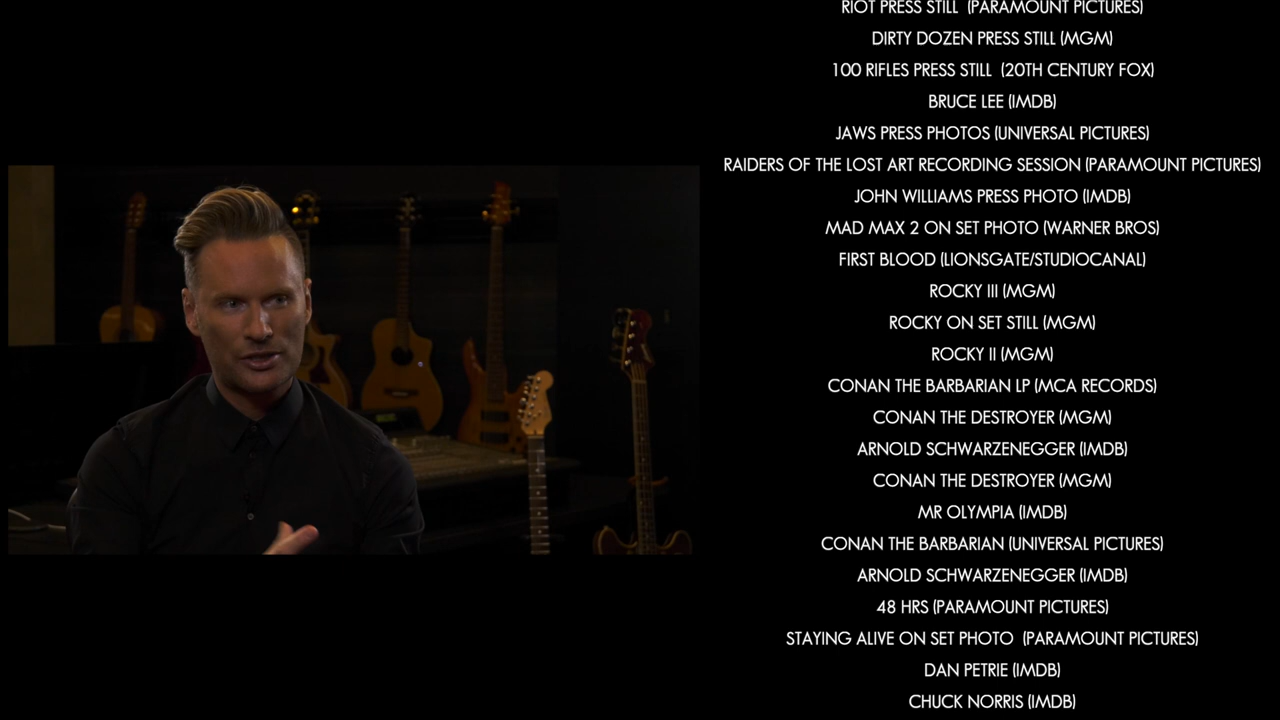 RIOT PRESS STILL (PARAMOUNT PICTURES)
DIRTY DOZEN PRESS STILL (MGM)
100 RIFLES PRESS STILL (20TH CENTURY FOX)
BRUCE LEE (IMDB)
JAWS PRESS PHOTOS (UNIVERSAL PICTURES)
RAIDERS OF THE LOST ART RECORDING SESSION (PARAMOUNT PICTURES)
JOHN WILLIAMS PRESS PHOTO (IMDB)
MAD MAX 2 ON SET PHOTO (WARNER BROS)
FIRST BLOOD (LIONSGATE/STUDIOCANAL)
ROCKY III (MGM)
ROCKY ON SET STILL (MGM)
ROCKY II (MGM)
CONAN THE BARBARIAN LP (MCA RECORDS)
CONAN THE DESTROYER (MGM)
ARNOLD SCHWARZENEGGER (IMDB)
CONAN THE DESTROYER (MGM)
MR OLYMPIA (IMDB)
CONAN THE BARBARIAN (UNIVERSAL PICTURES)
ARNOLD SCHWARZENEGGER (IMDB)
48 HRS (PARAMOUNT PICTURES)
STAYING ALIVE ON SET PHOTO (PARAMOUNT PICTURES)
DAN PETRIE (IMDB)
CHUCK NORRIS (IMDB)